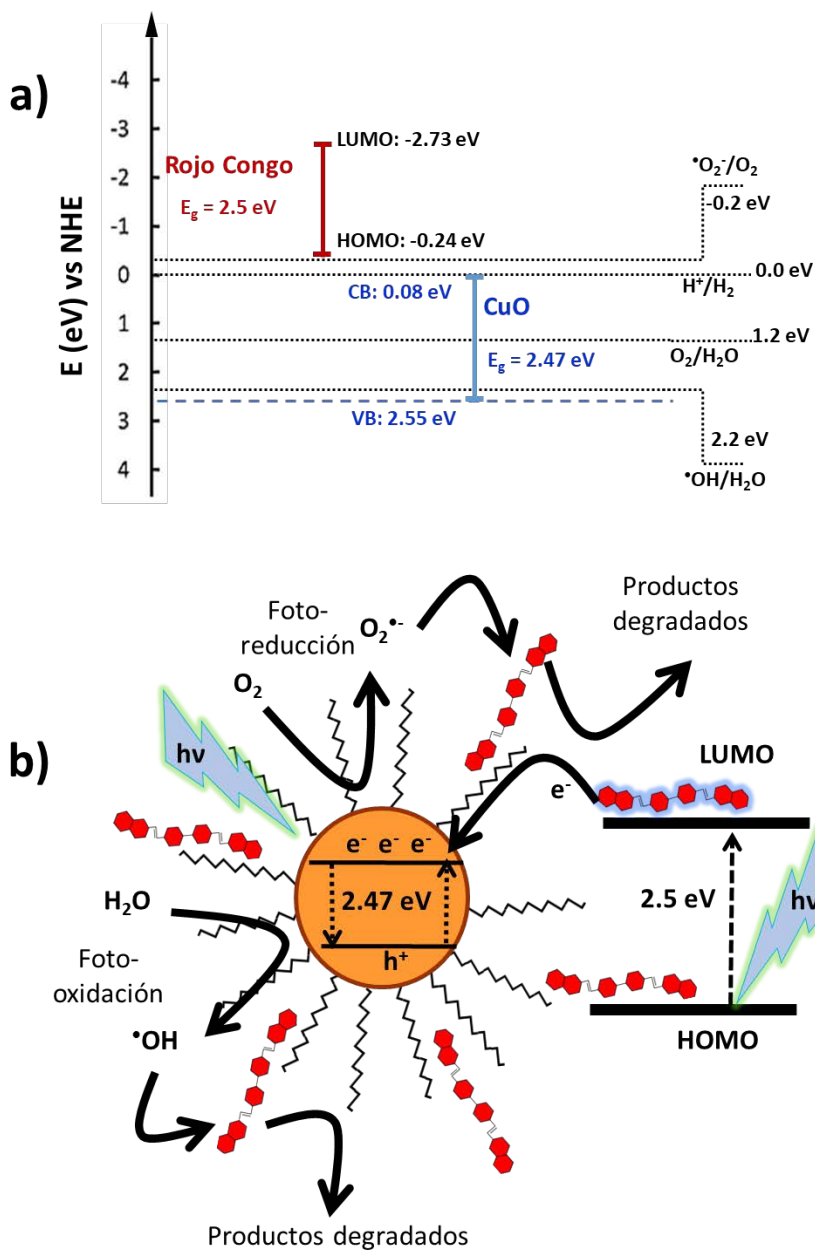 a)
E (eV) vs NHE
-4
-3
-2
-1
0
1
2
3
4
Rojo Congo
E_g = 2.5 eV
LUMO: -2.73 eV
HOMO: -0.24 eV
CB: 0.08 eV
CuO
E_g = 2.47 eV
VB: 2.55 eV
•O₂⁻/O₂
-0.2 eV
0.0 eV
H⁺/H₂
1.2 eV
O₂/H₂O
2.2 eV
•OH/H₂O
b)
Foto-
reducción
O₂
O₂•-
Productos
degradados
hν
LUMO
e⁻
e⁻ e⁻ e⁻
2.47 eV
h⁺
2.5 eV
hν
HOMO
H₂O
Foto-
oxidación
•OH
Productos degradados